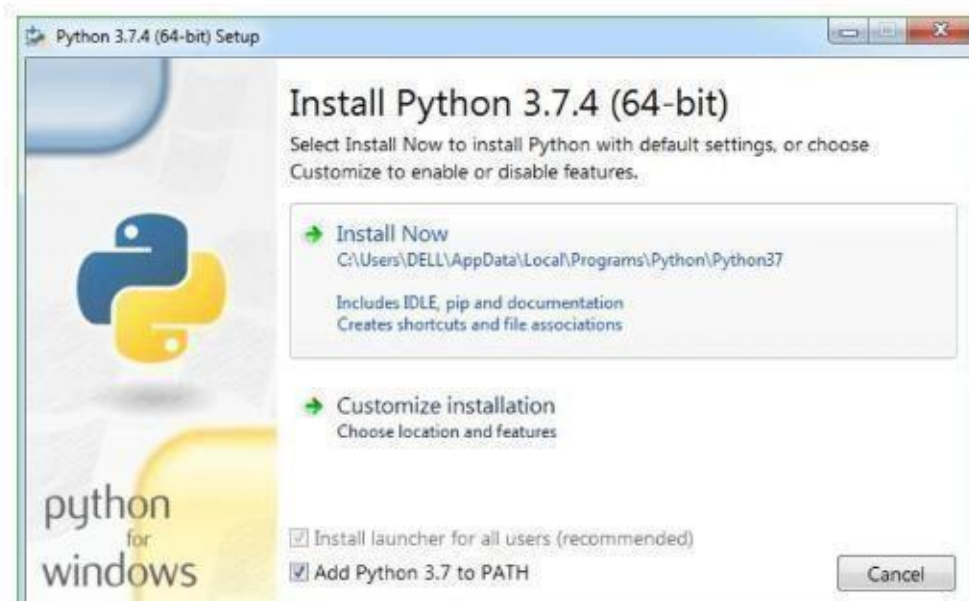 Python 3.7.4 (64-bit) Setup
Install Python 3.7.4 (64-bit)
Select Install Now to install Python with default settings, or choose
Customize to enable or disable features.
Install Now
C:\Users\DELL\AppData\Local\Programs\Python\Python37
Includes IDLE, pip and documentation
Creates shortcuts and file associations
Customize installation
Choose location and features
python
for
windows
Install launcher for all users (recommended)
Add Python 3.7 to PATH
Cancel